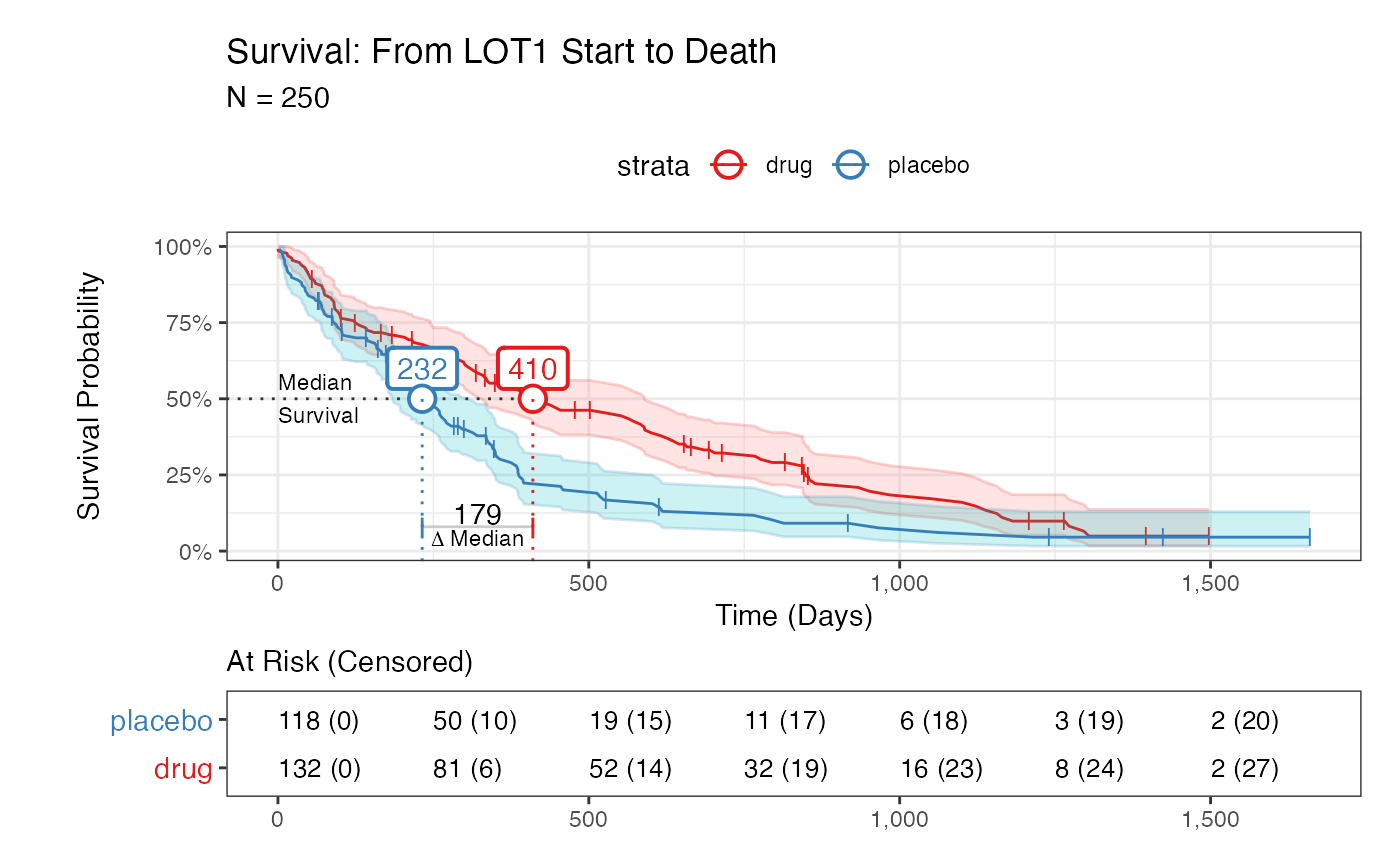 Survival: From LOT1 Start to Death
N = 250
strata drug placebo
Survival Probability
100%
75%
50%
25%
0%
232 410
Median
Survival
179
Δ Median
0 500 1,000 1,500
Time (Days)
At Risk (Censored)
placebo 118 (0) 50 (10) 19 (15) 11 (17) 6 (18) 3 (19) 2 (20)
drug 132 (0) 81 (6) 52 (14) 32 (19) 16 (23) 8 (24) 2 (27)
0 500 1,000 1,500